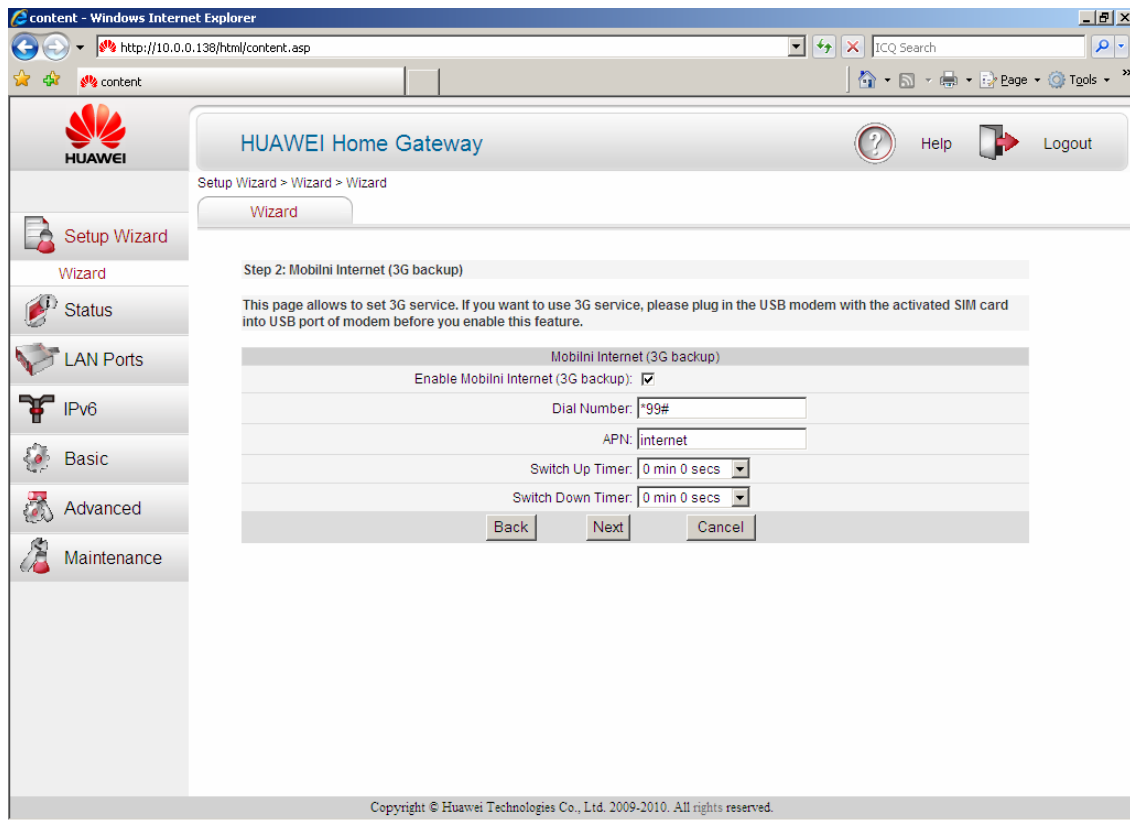 content - Windows Internet Explorer
http://10.0.0.138/html/content.asp
ICQ Search
content
Page
Tools
»
HUAWEI
HUAWEI Home Gateway
?
Help
Logout
Setup Wizard > Wizard > Wizard
Wizard
Setup Wizard
Wizard
Status
LAN Ports
IPv6
Basic
Advanced
Maintenance
Step 2: Mobilni Internet (3G backup)
This page allows to set 3G service. If you want to use 3G service, please plug in the USB modem with the activated SIM card
into USB port of modem before you enable this feature.
Mobilni Internet (3G backup)
Enable Mobilni Internet (3G backup):
Dial Number: *99#
APN: internet
Switch Up Timer: 0 min 0 secs
Switch Down Timer: 0 min 0 secs
Back Next Cancel
Copyright © Huawei Technologies Co., Ltd. 2009-2010. All rights reserved.